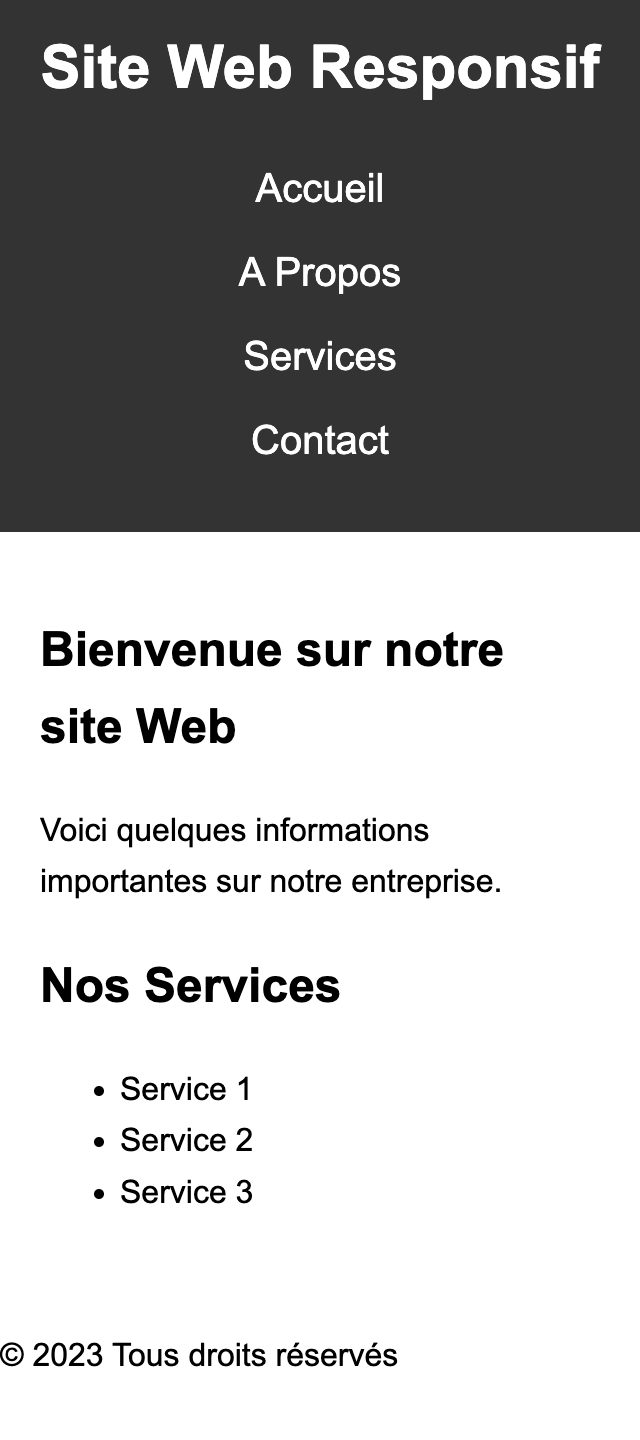 Site Web Responsif
Accueil
A Propos
Services
Contact
Bienvenue sur notre
site Web
Voici quelques informations
importantes sur notre entreprise.
Nos Services
• Service 1
• Service 2
• Service 3
© 2023 Tous droits réservés